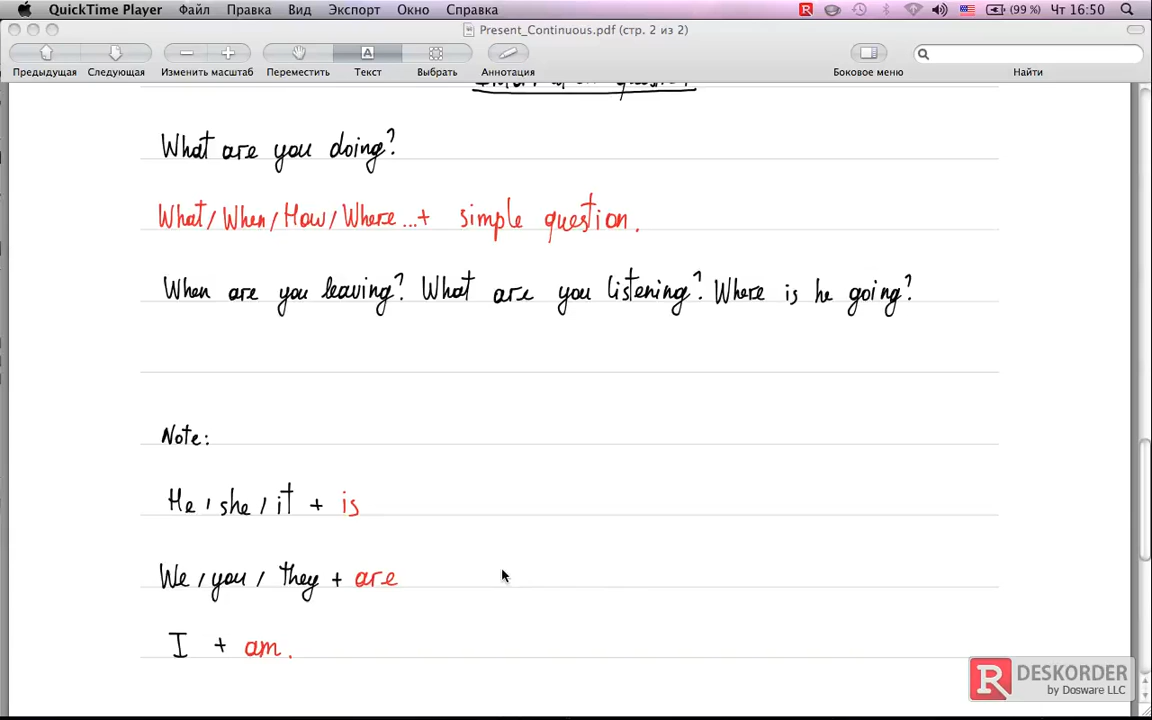 QuickTime Player Файл Правка Вид Экспорт Окно Справка (99 %) Чт 16:50
Present_Continuous.pdf (стр. 2 из 2)
Предыдущая Следующая Изменить масштаб Переместить Текст Выбрать Аннотация Боковое меню Найти
question
What are you doing?
What/When/How/Where...+ simple question.
When are you leaving? What are you listening? Where is he going?
Note:
He / she / it + is
We / you / they + are
I + am.
R DESKORDER
by Dosware LLC